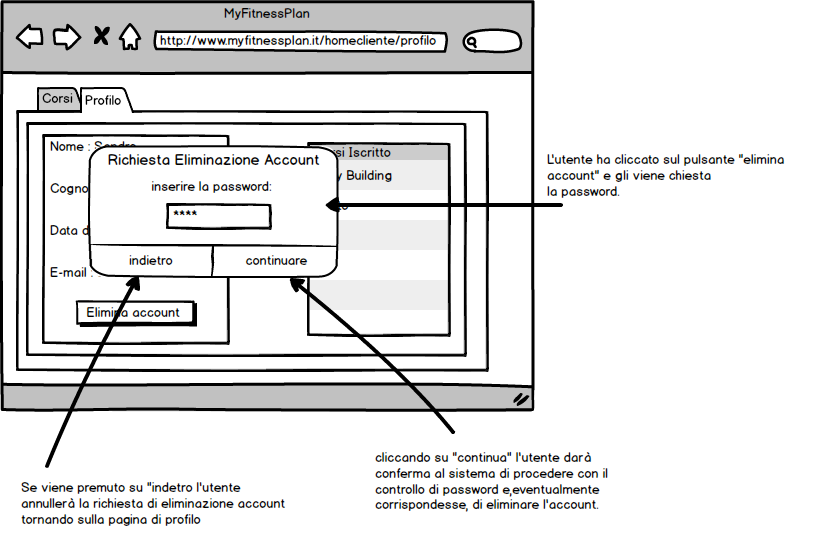 MyFitnessPlan
http://www.myfitnessplan.it/homecliente/profilo
Corsi
Profilo
Nome :
Richiesta Eliminazione Account
inserire la password:
****
indietro
continuare
Cogno
Data d
E-mail :
Elimina account
si Iscritto
y Building
L'utente ha cliccato sul pulsante "elimina
account" e gli viene chiesta
la password.
Se viene premuto su "indetro l'utente
annullerà la richiesta di eliminazione account
tornando sulla pagina di profilo
cliccando su "continua" l'utente darà
conferma al sistema di procedere con il
controllo di password e,eventualmente
corrispondesse, di eliminare l'account.